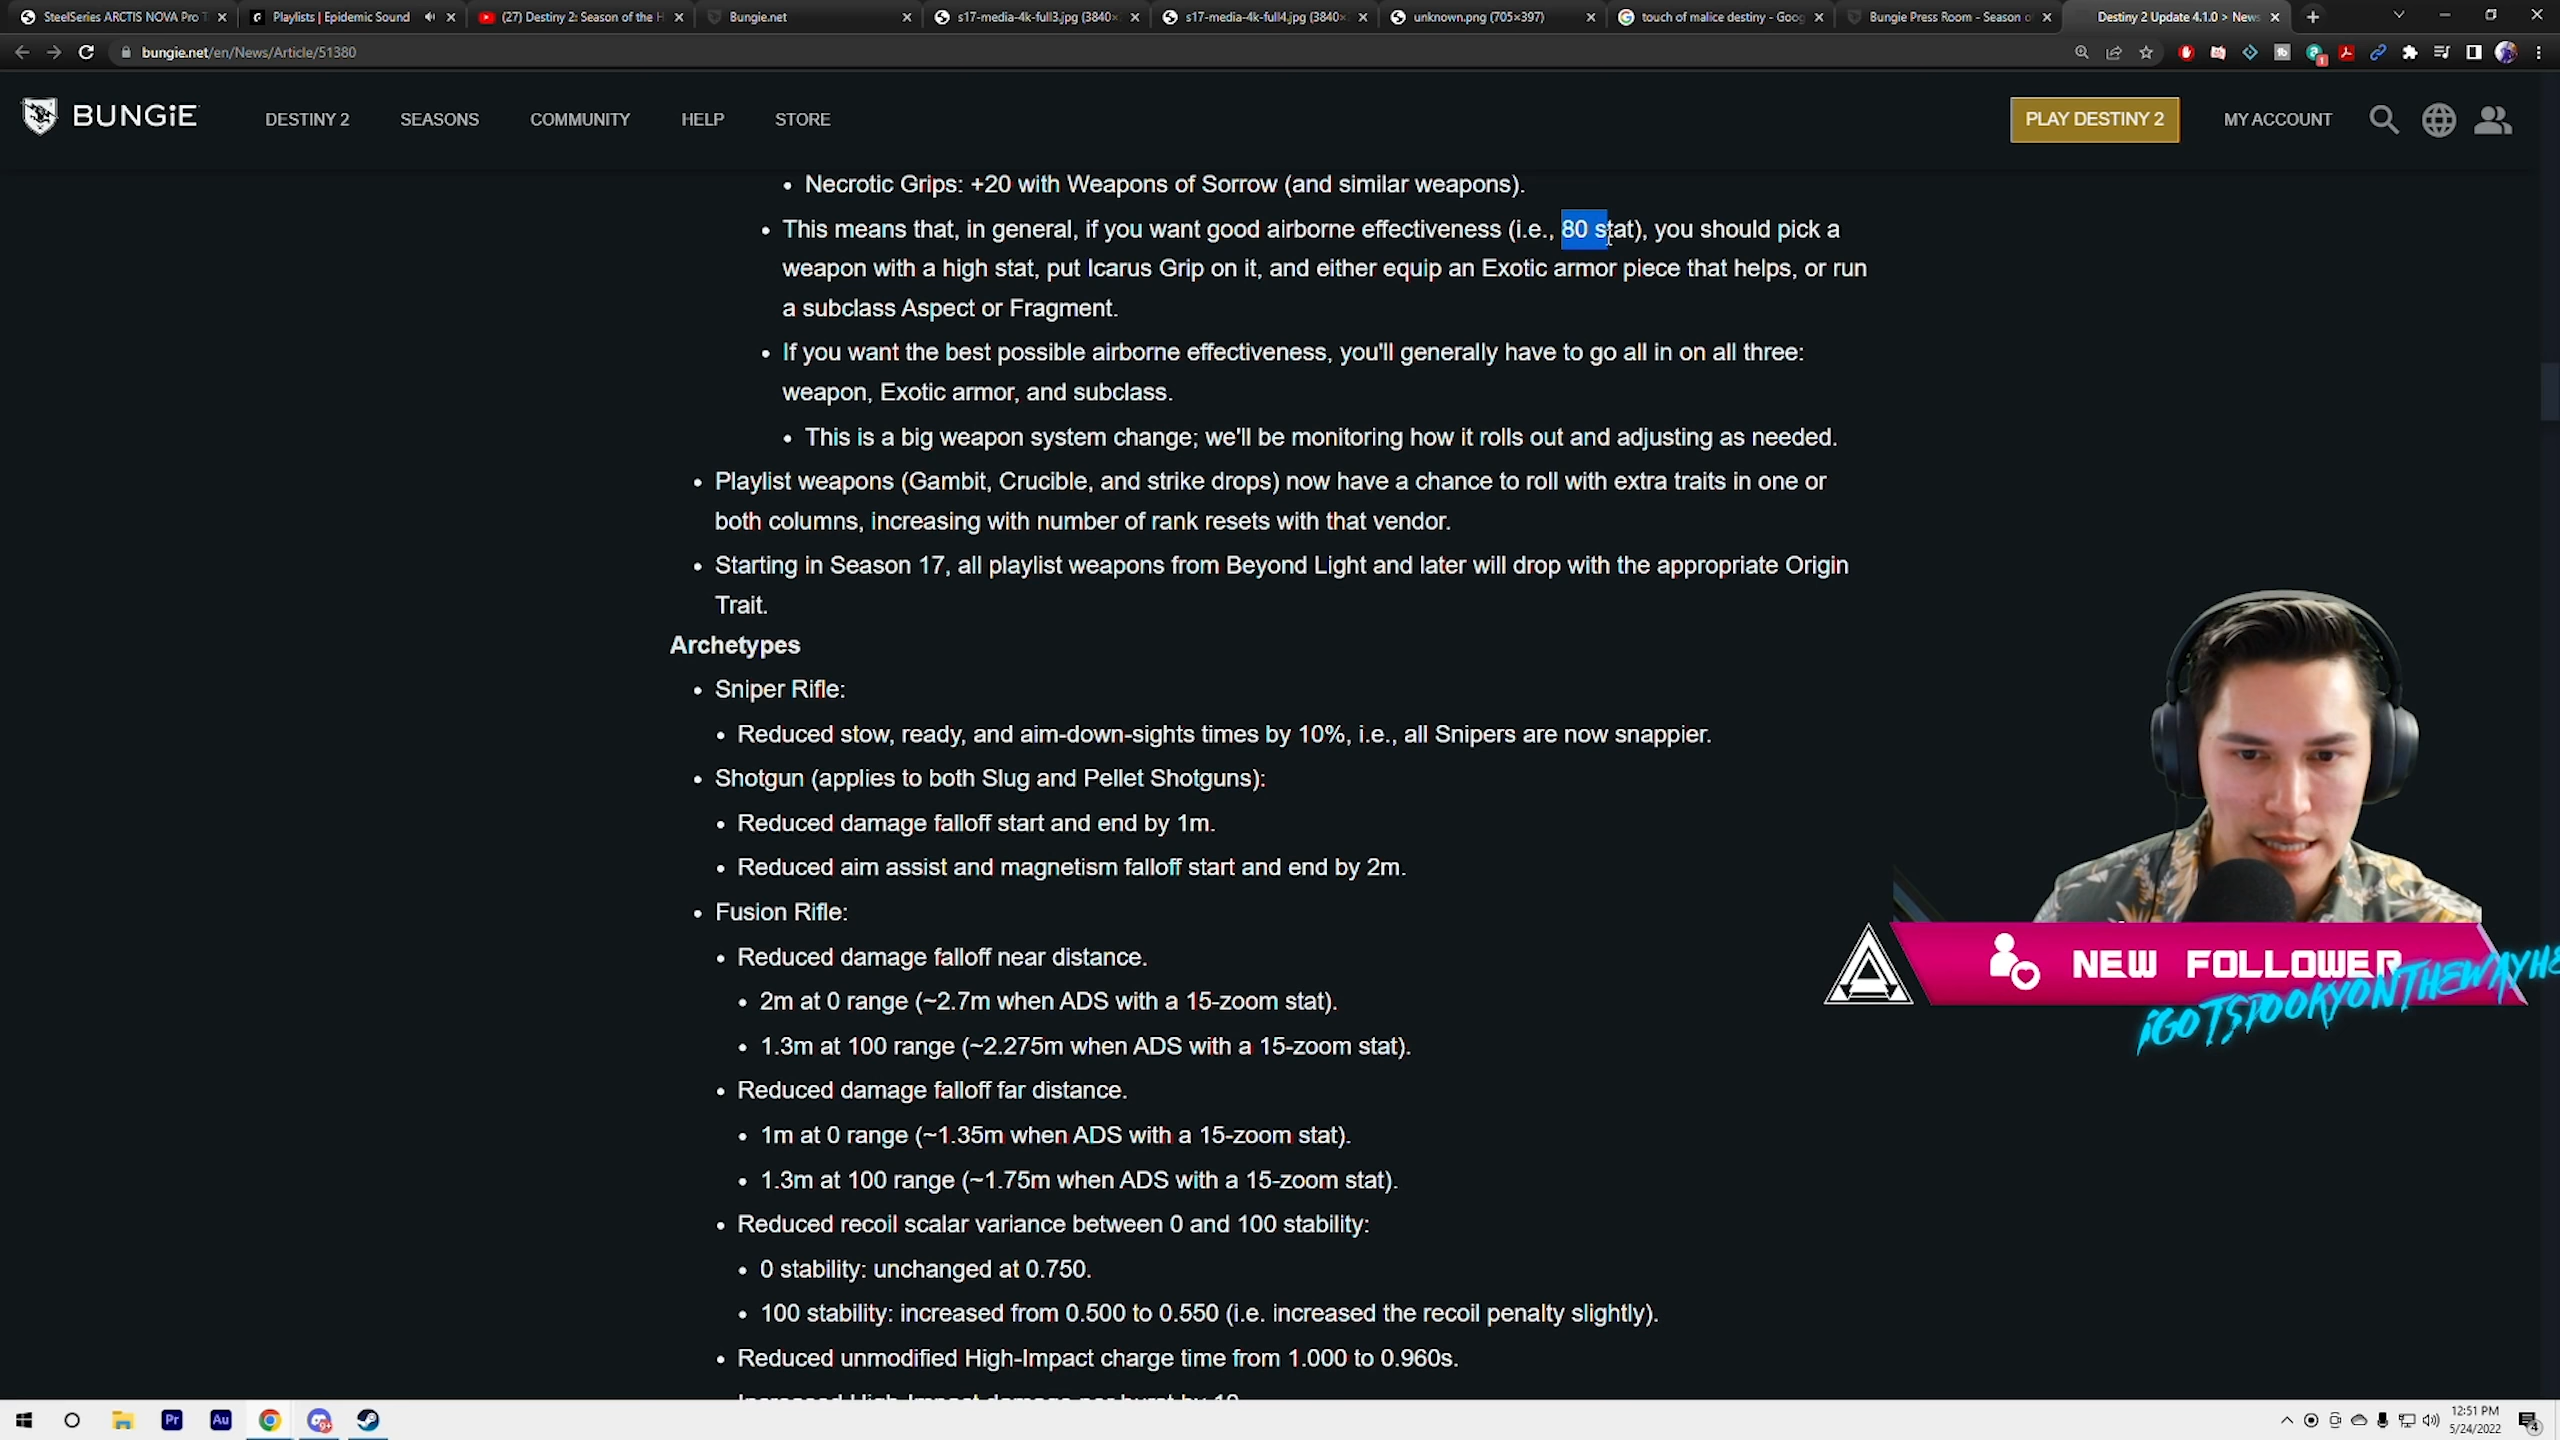 SteelSeries ARCTIS NOVA Pro T
Playlists | Epidemic Sound
(27) Destiny 2: Season of the H
Bungie.net
s17-media-4k-full3.jpg (3840×
s17-media-4k-full4.jpg (3840×
unknown.png (705×397)
touch of malice destiny - Goog
Bungie Press Room - Season o
Destiny 2 Update 4.1.0 > News
bungie.net/en/News/Article/51380
BUNGiE
DESTINY 2
SEASONS
COMMUNITY
HELP
STORE
PLAY DESTINY 2
MY ACCOUNT
• Necrotic Grips: +20 with Weapons of Sorrow (and similar weapons).
• This means that, in general, if you want good airborne effectiveness (i.e., 80 stat), you should pick a
weapon with a high stat, put Icarus Grip on it, and either equip an Exotic armor piece that helps, or run
a subclass Aspect or Fragment.
• If you want the best possible airborne effectiveness, you'll generally have to go all in on all three:
weapon, Exotic armor, and subclass.
• This is a big weapon system change; we'll be monitoring how it rolls out and adjusting as needed.
• Playlist weapons (Gambit, Crucible, and strike drops) now have a chance to roll with extra traits in one or
both columns, increasing with number of rank resets with that vendor.
• Starting in Season 17, all playlist weapons from Beyond Light and later will drop with the appropriate Origin
Trait.
Archetypes
• Sniper Rifle:
• Reduced stow, ready, and aim-down-sights times by 10%, i.e., all Snipers are now snappier.
• Shotgun (applies to both Slug and Pellet Shotguns):
• Reduced damage falloff start and end by 1m.
• Reduced aim assist and magnetism falloff start and end by 2m.
• Fusion Rifle:
• Reduced damage falloff near distance.
• 2m at 0 range (~2.7m when ADS with a 15-zoom stat).
• 1.3m at 100 range (~2.275m when ADS with a 15-zoom stat).
• Reduced damage falloff far distance.
• 1m at 0 range (~1.35m when ADS with a 15-zoom stat).
• 1.3m at 100 range (~1.75m when ADS with a 15-zoom stat).
• Reduced recoil scalar variance between 0 and 100 stability:
• 0 stability: unchanged at 0.750.
• 100 stability: increased from 0.500 to 0.550 (i.e. increased the recoil penalty slightly).
• Reduced unmodified High-Impact charge time from 1.000 to 0.960s.
NEW FOLLOWER
iGOTSPOOKYONTHEWAYHE
Pr
Au
12:51 PM
5/24/2022